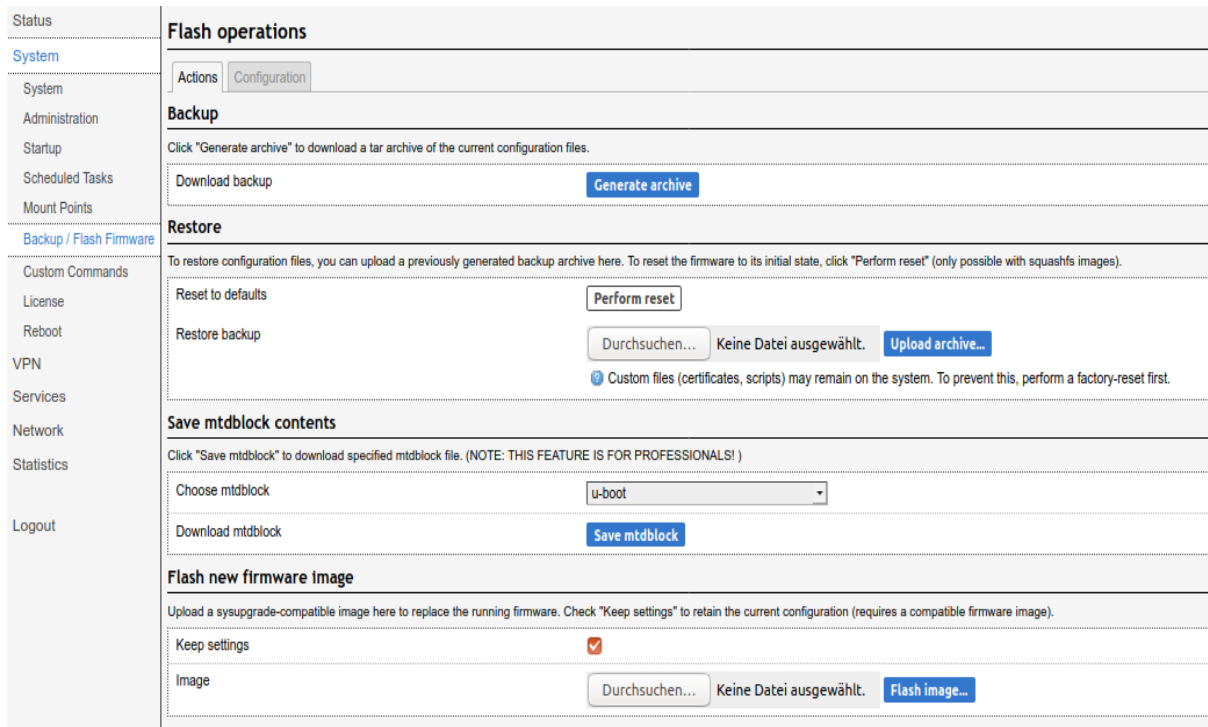 Status
System
System
Administration
Startup
Scheduled Tasks
Mount Points
Backup / Flash Firmware
Custom Commands
License
Reboot
VPN
Services
Network
Statistics
Logout
Flash operations
Actions Configuration
Backup
Click "Generate archive" to download a tar archive of the current configuration files.
Download backup Generate archive
Restore
To restore configuration files, you can upload a previously generated backup archive here. To reset the firmware to its initial state, click "Perform reset" (only possible with squashfs images).
Reset to defaults Perform reset
Restore backup Durchsuchen... Keine Datei ausgewählt. Upload archive...
Custom files (certificates, scripts) may remain on the system. To prevent this, perform a factory-reset first.
Save mtdblock contents
Click "Save mtdblock" to download specified mtdblock file. (NOTE: THIS FEATURE IS FOR PROFESSIONALS! )
Choose mtdblock u-boot
Download mtdblock Save mtdblock
Flash new firmware image
Upload a sysupgrade-compatible image here to replace the running firmware. Check "Keep settings" to retain the current configuration (requires a compatible firmware image).
Keep settings
Image Durchsuchen... Keine Datei ausgewählt. Flash image...